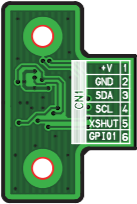 CN1
+V 1
GND 2
SDA 3
SCL 4
XSHUT 5
GPIO1 6